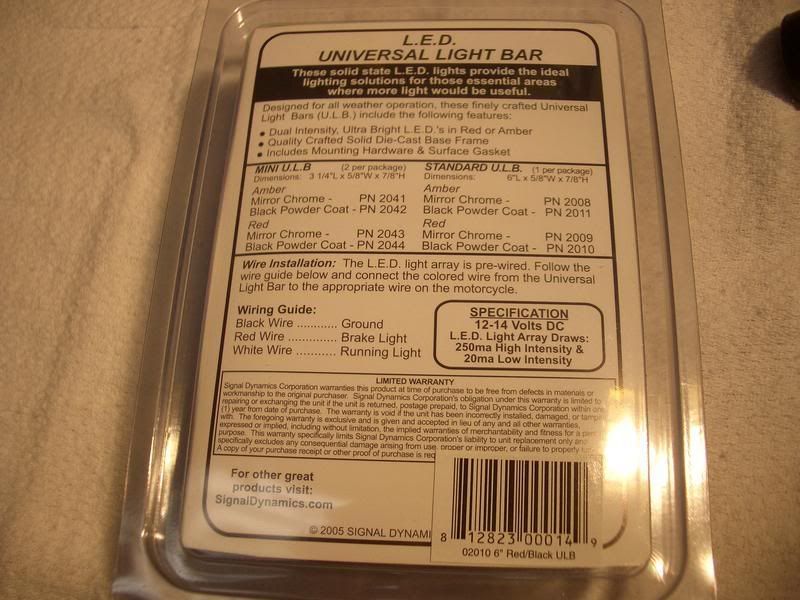 L.E.D.
UNIVERSAL LIGHT BAR
These solid state L.E.D. lights provide the ideal
lighting solutions for those essential areas
where more light would be useful.
Designed for all weather operation, these finely crafted Universal
Light Bars (U.L.B.) include the following features:
• Dual Intensity, Ultra Bright L.E.D.'s in Red or Amber
• Quality Crafted Solid Die-Cast Base Frame
• Includes Mounting Hardware & Surface Gasket
MINI U.L.B (2 per package)
Dimensions: 3 1/4"L x 5/8"W x 7/8"H
Amber
Mirror Chrome - PN 2041
Black Powder Coat - PN 2042
Red
Mirror Chrome - PN 2043
Black Powder Coat - PN 2044
STANDARD U.L.B. (1 per package)
Dimensions: 6"L x 5/8"W x 7/8"H
Amber
Mirror Chrome - PN 2008
Black Powder Coat - PN 2011
Red
Mirror Chrome - PN 2009
Black Powder Coat - PN 2010
Wire Installation: The L.E.D. light array is pre-wired. Follow the
wire guide below and connect the colored wire from the Universal
Light Bar to the appropriate wire on the motorcycle.
Wiring Guide:
Black Wire ............ Ground
Red Wire .............. Brake Light
White Wire ............ Running Light
SPECIFICATION
12-14 Volts DC
L.E.D. Light Array Draws:
250ma High Intensity &
20ma Low Intensity
LIMITED WARRANTY
Signal Dynamics Corporation warranties this product at time of purchase to be free from defects in materials or
workmanship to the original purchaser. Signal Dynamics Corporation's obligation under this warranty is limited to
repairing or exchanging the unit if the unit is returned, postage prepaid, to Signal Dynamics Corporation within one
(1) year from date of purchase. The warranty is void if the unit has been incorrectly installed, damaged, or
with. The foregoing warranty is exclusive and is given and accepted in lieu of any and all other warranties,
expressed or implied, including without limitation, the implied warranties of merchantability and fitness for a
purpose. This warranty specifically limits Signal Dynamics Corporation's liability to unit replacement only and
specifically excludes any consequential damage arising from use, proper or improper, or failure to properly
A copy of your purchase receipt or other proof of purchase is
For other great
products visit:
SignalDynamics.com
© 2005 SIGNAL DYNAMI
8 12823 00014 9
02010 6" Red/Black ULB